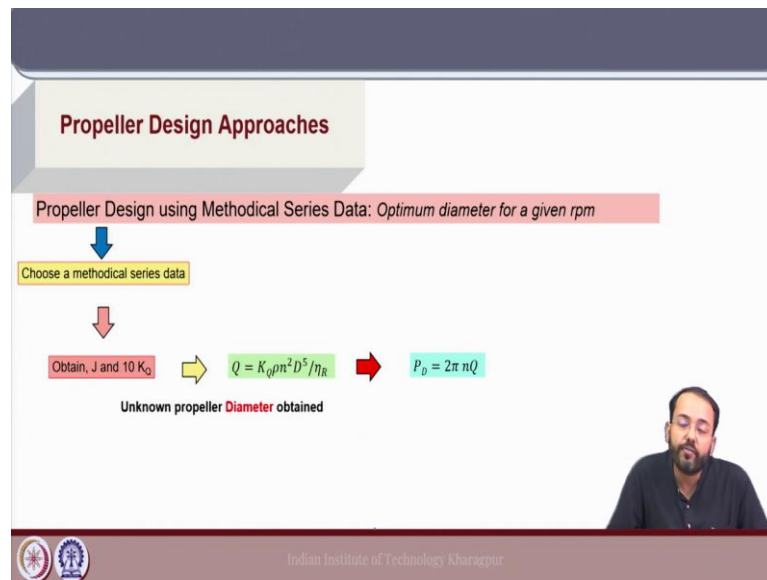 Propeller Design Approaches
Propeller Design using Methodical Series Data: Optimum diameter for a given rpm
Choose a methodical series data
Obtain, J and 10 K_Q
Q = K_Qρn²D⁵/η_R
P_D = 2π nQ
Unknown propeller Diameter obtained
Indian Institute of Technology Kharagpur